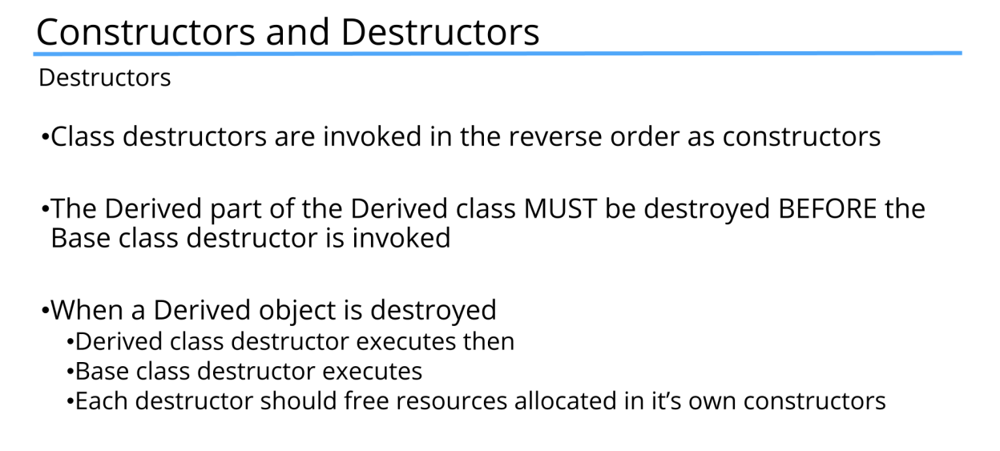 Constructors and Destructors
Destructors
•Class destructors are invoked in the reverse order as constructors
•The Derived part of the Derived class MUST be destroyed BEFORE the
Base class destructor is invoked
•When a Derived object is destroyed
•Derived class destructor executes then
•Base class destructor executes
•Each destructor should free resources allocated in it’s own constructors